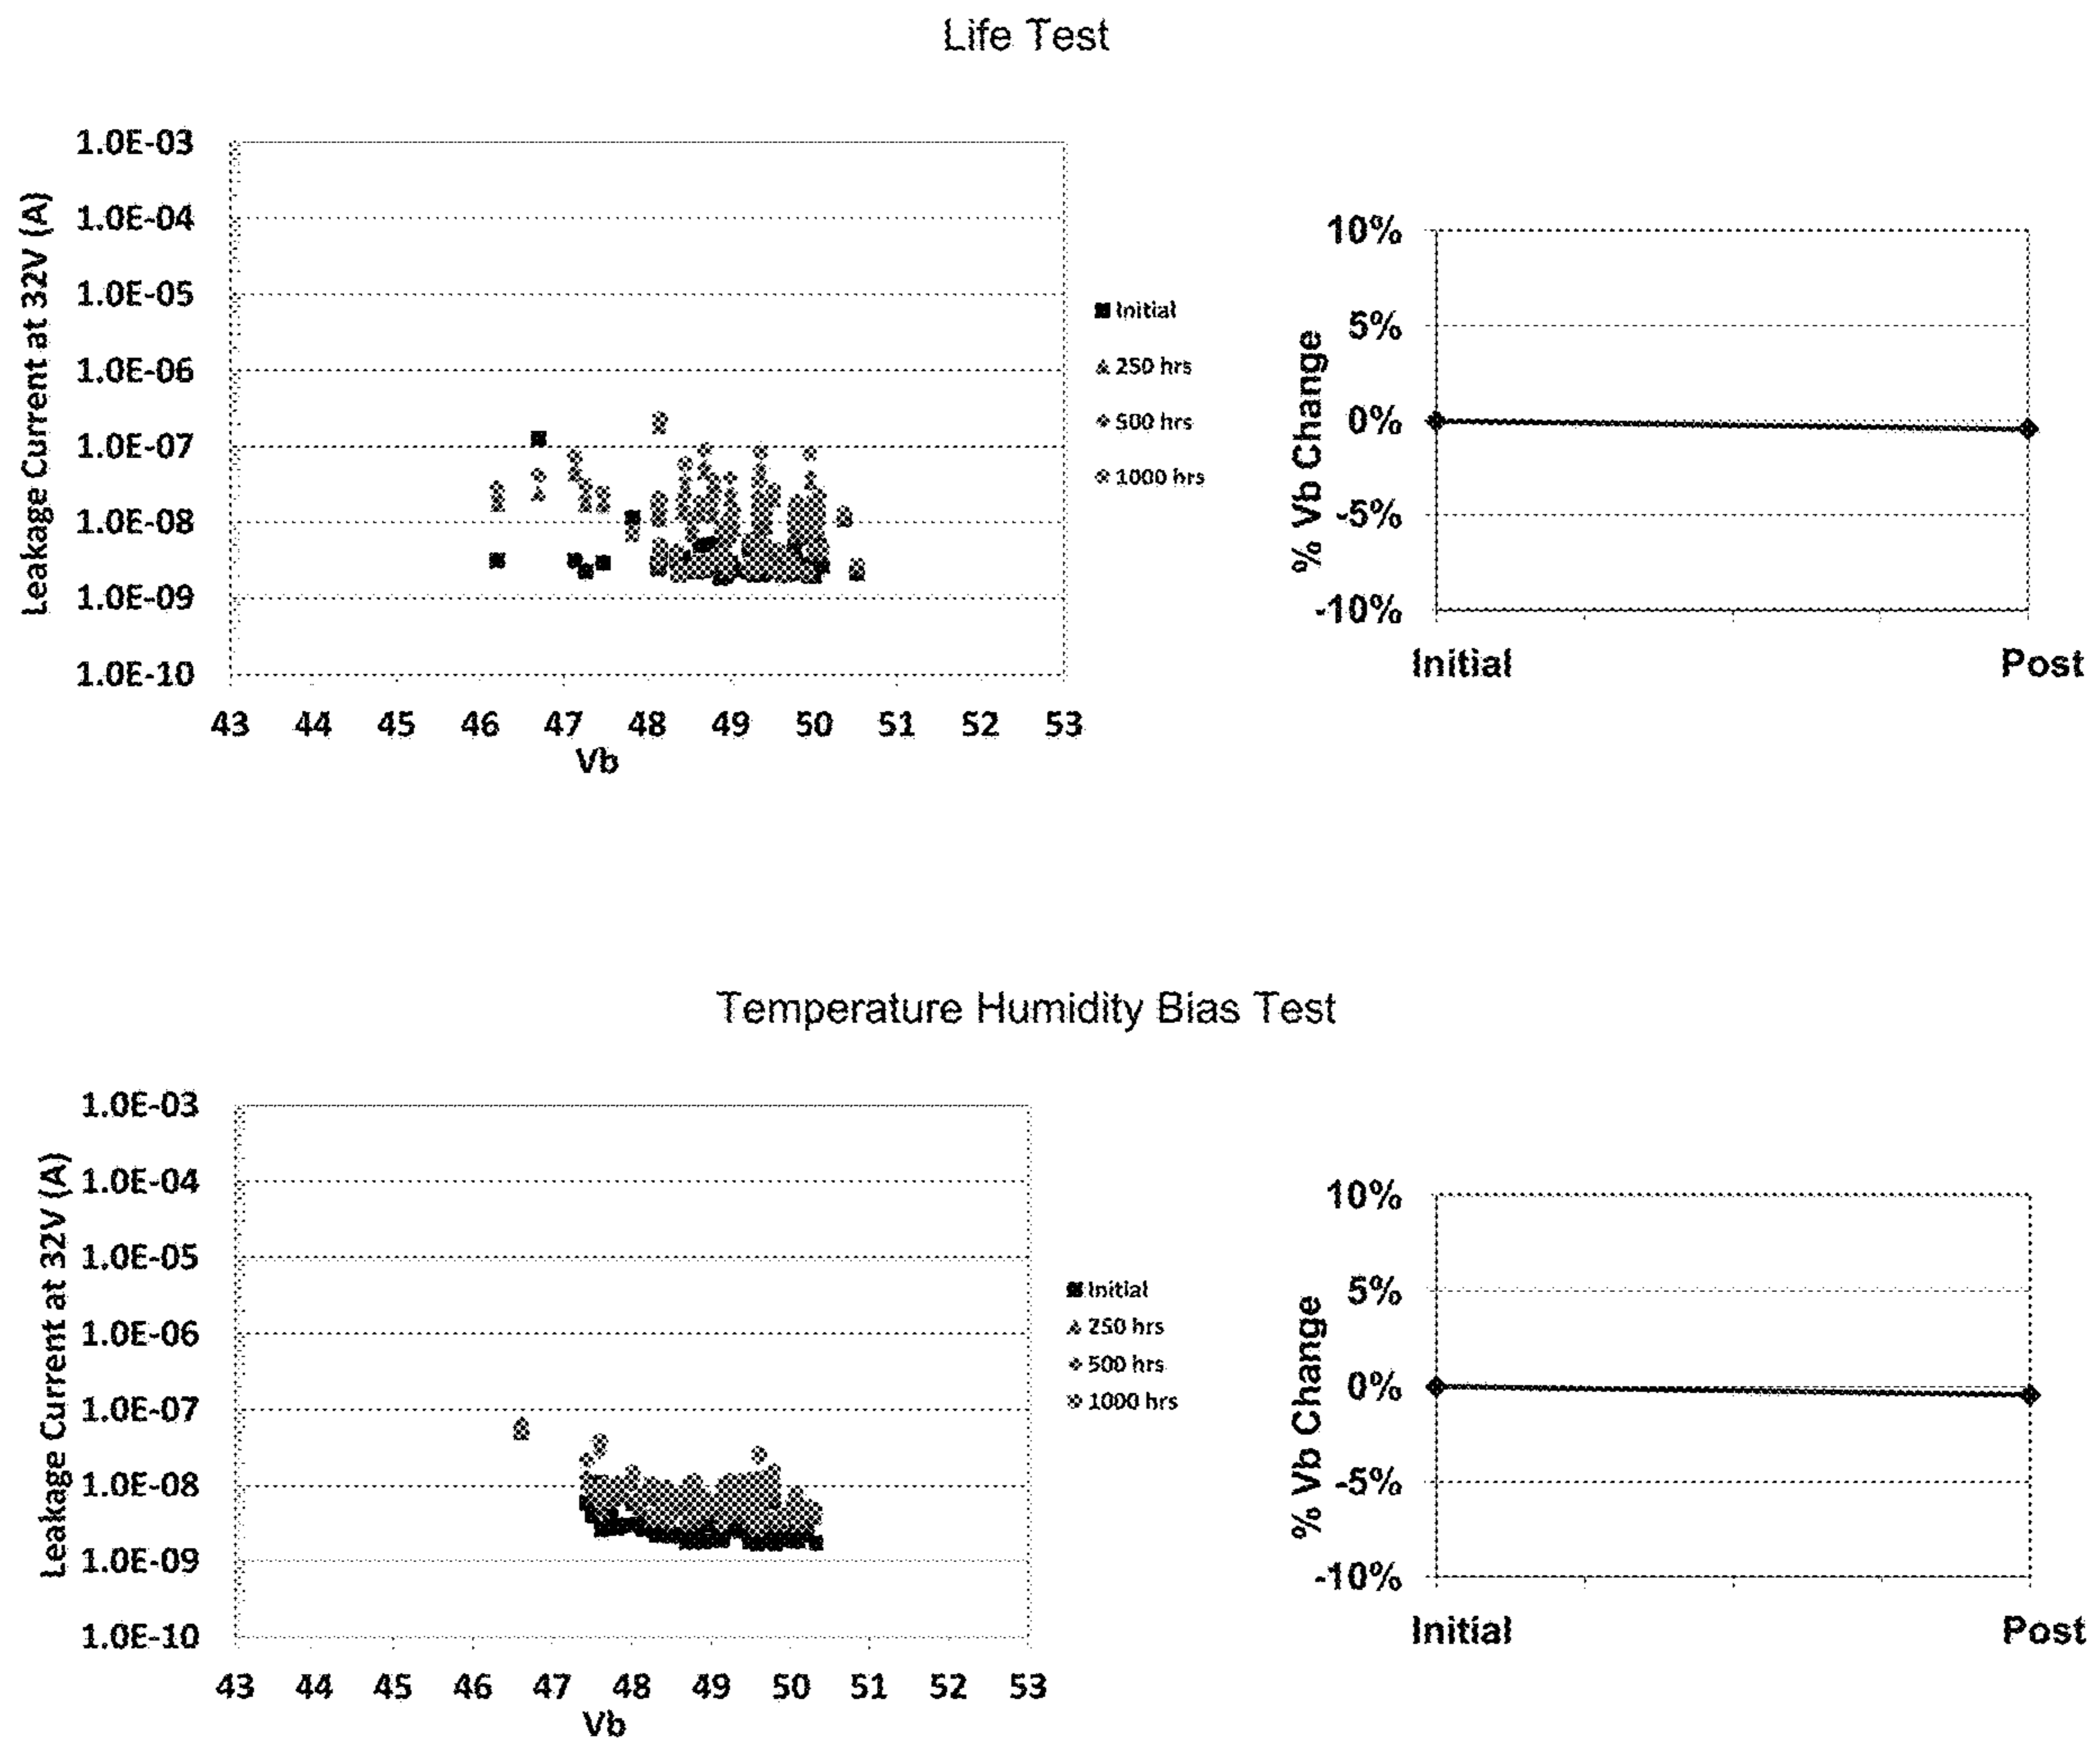 Life Test
Leakage Current at 32V (A)
1.0E-03
1.0E-04
1.0E-05
1.0E-06
1.0E-07
1.0E-08
1.0E-09
1.0E-10
43 44 45 46 47 48 49 50 51 52 53
Vb
Initial
250 hrs
500 hrs
1000 hrs
% Vb Change
10%
5%
0%
-5%
-10%
Initial Post
Temperature Humidity Bias Test
Leakage Current at 32V (A)
1.0E-03
1.0E-04
1.0E-05
1.0E-06
1.0E-07
1.0E-08
1.0E-09
1.0E-10
43 44 45 46 47 48 49 50 51 52 53
Vb
Initial
250 hrs
500 hrs
1000 hrs
% Vb Change
10%
5%
0%
-5%
-10%
Initial Post